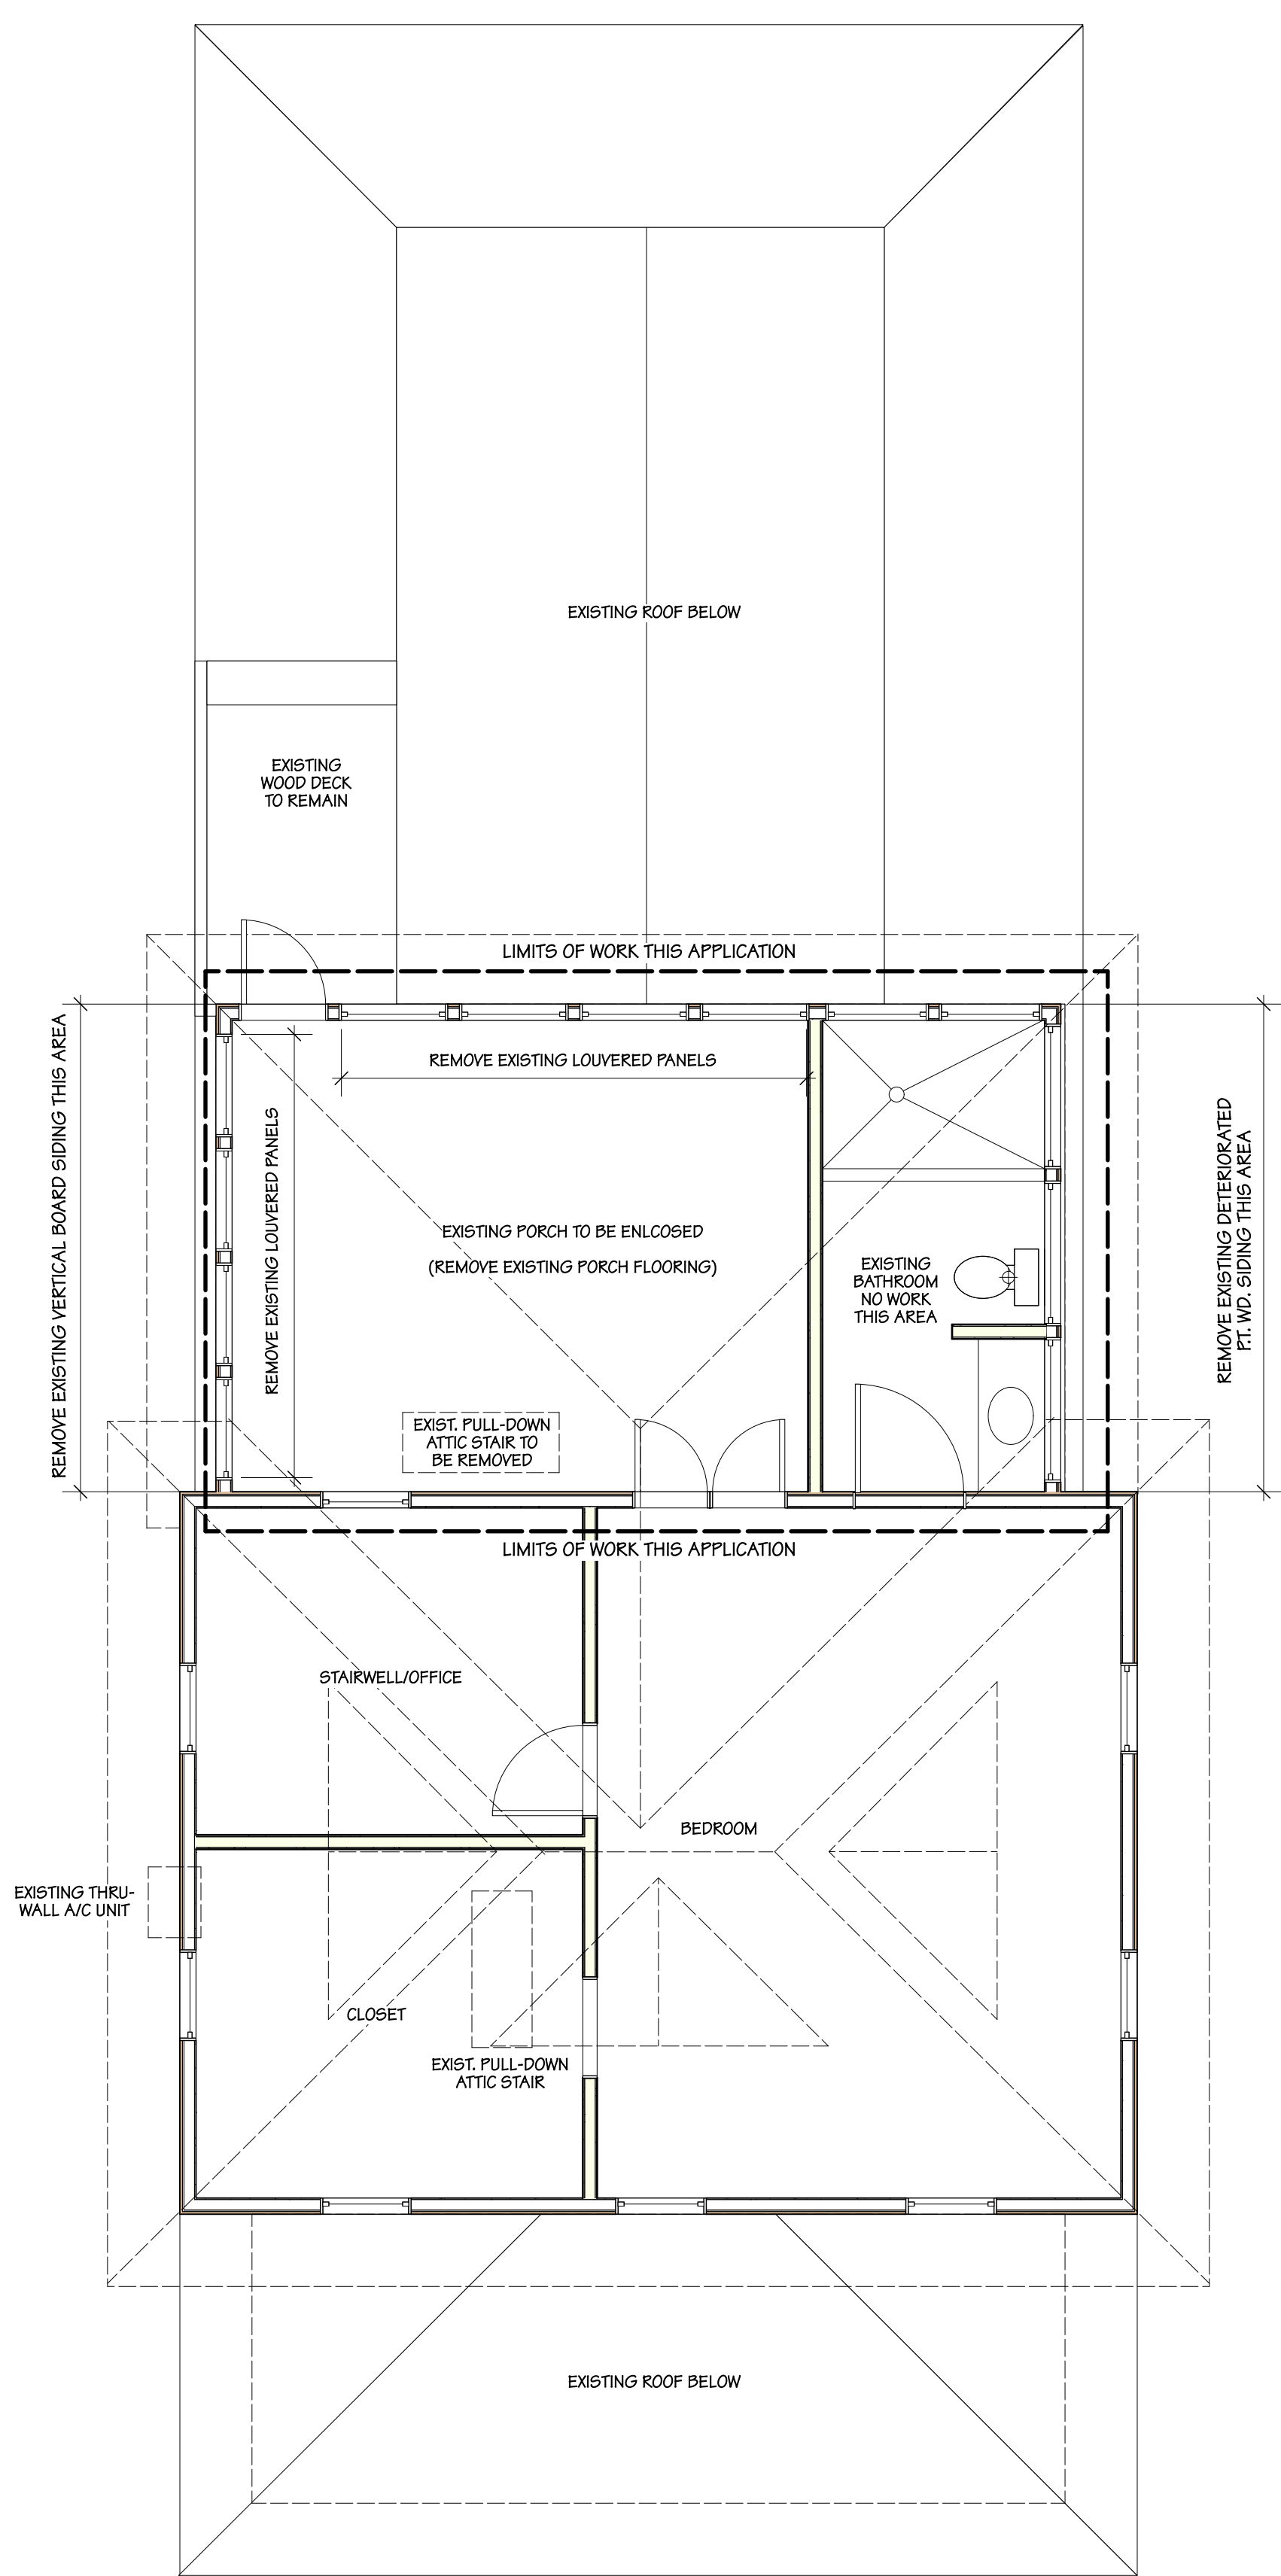 EXISTING ROOF BELOW
EXISTING
WOOD DECK
TO REMAIN
LIMITS OF WORK THIS APPLICATION
REMOVE EXISTING VERTICAL BOARD SIDING THIS AREA
REMOVE EXISTING LOUVERED PANELS
REMOVE EXISTING LOUVERED PANELS
EXISTING PORCH TO BE ENLCOSED
(REMOVE EXISTING PORCH FLOORING)
EXISTING
BATHROOM
NO WORK
THIS AREA
REMOVE EXISTING DETERIORATED
P.T. WD. SIDING THIS AREA
EXIST. PULL-DOWN
ATTIC STAIR TO
BE REMOVED
LIMITS OF WORK THIS APPLICATION
STAIRWELL/OFFICE
BEDROOM
EXISTING THRU-
WALL A/C UNIT
CLOSET
EXIST. PULL-DOWN
ATTIC STAIR
EXISTING ROOF BELOW